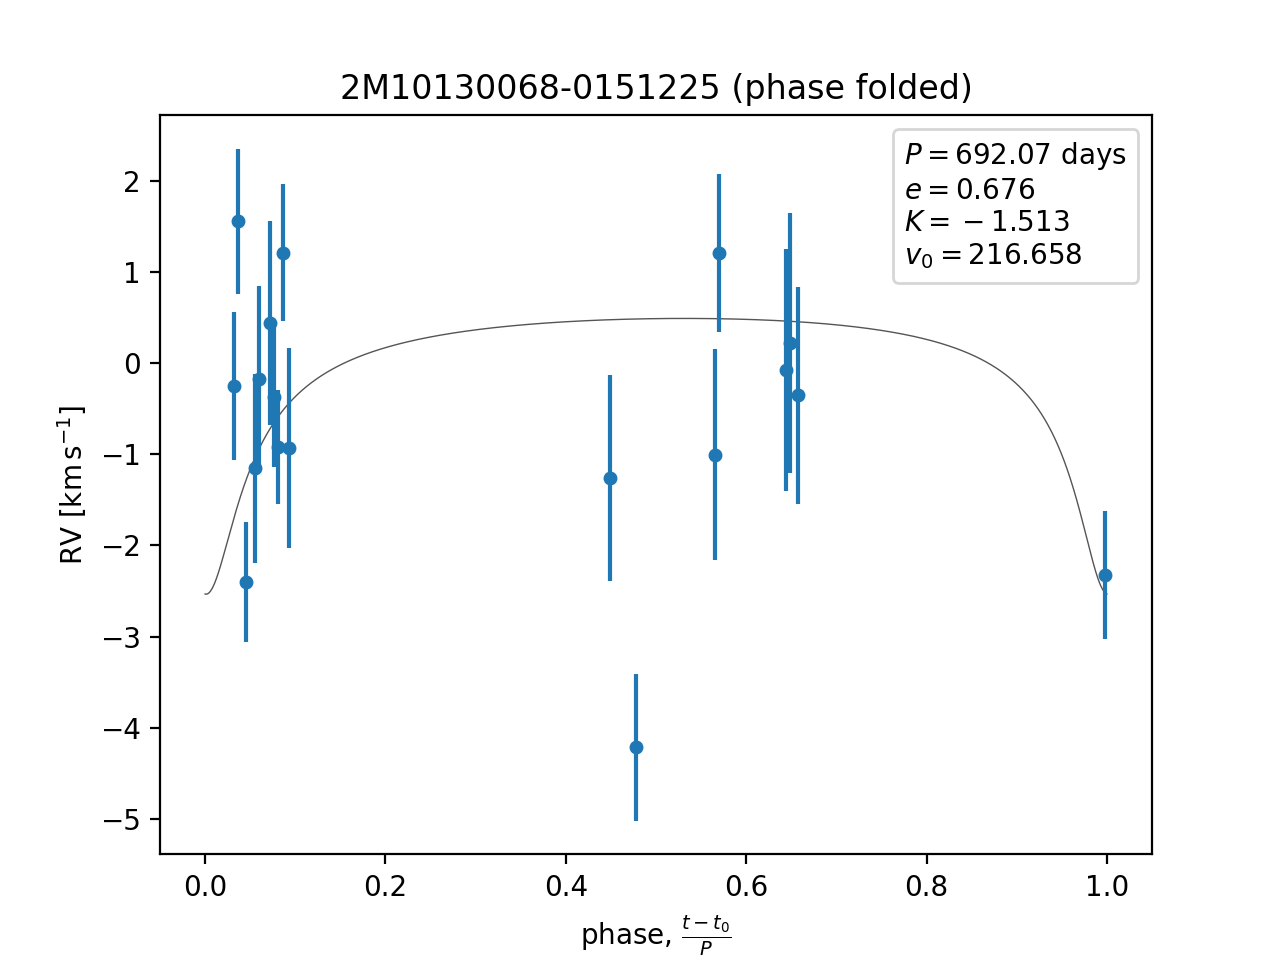 2M10130068-0151225 (phase folded)
P = 692.07 days
e = 0.676
K = −1.513
v₀ = 216.658
2
1
0
−1
−2
−3
−4
−5
RV [km s⁻¹]
0.0 0.2 0.4 0.6 0.8 1.0
phase, (t − t₀)/P